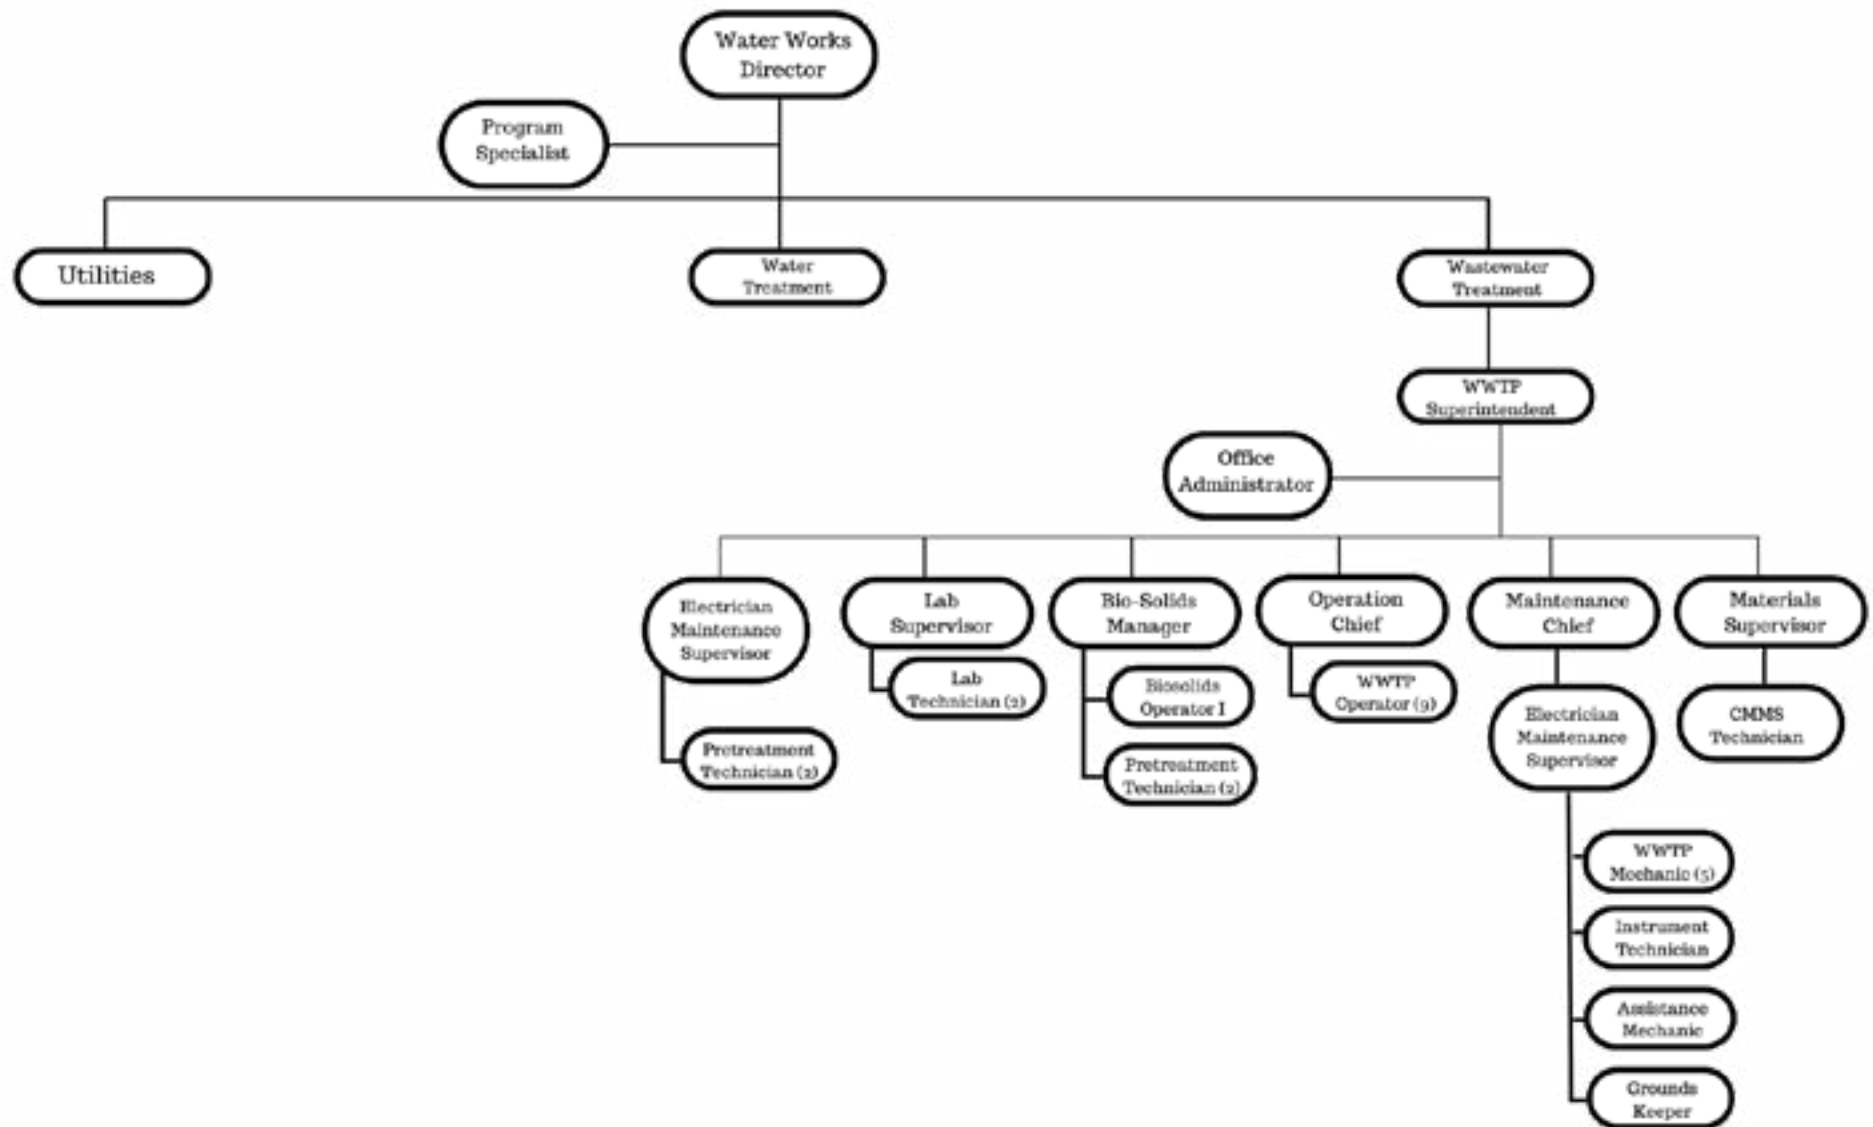 Water Works
Director
Program
Specialist
Utilities
Water
Treatment
Wastewater
Treatment
WWTP
Superintendent
Office
Administrator
Electrician
Maintenance
Supervisor
Lab
Supervisor
Bio-Solids
Manager
Operation
Chief
Maintenance
Chief
Materials
Supervisor
Pretreatment
Technician (2)
Lab
Technician (2)
Biosolids
Operator I
Pretreatment
Technician (2)
WWTP
Operator (9)
Electrician
Maintenance
Supervisor
CMMS
Technician
WWTP
Mechanic (5)
Instrument
Technician
Assistance
Mechanic
Grounds
Keeper